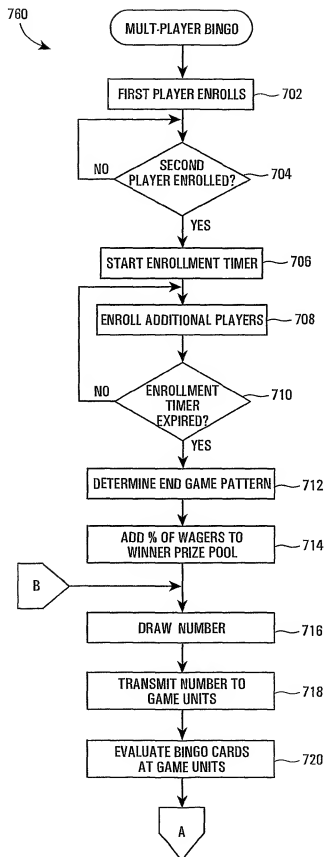 760
MULT-PLAYER BINGO
FIRST PLAYER ENROLLS
702
SECOND
PLAYER ENROLLED?
704
NO
YES
START ENROLLMENT TIMER
706
ENROLL ADDITIONAL PLAYERS
708
ENROLLMENT
TIMER
EXPIRED?
710
NO
YES
DETERMINE END GAME PATTERN
712
ADD % OF WAGERS TO
WINNER PRIZE POOL
714
B
DRAW NUMBER
716
TRANSMIT NUMBER TO
GAME UNITS
718
EVALUATE BINGO CARDS
AT GAME UNITS
720
A